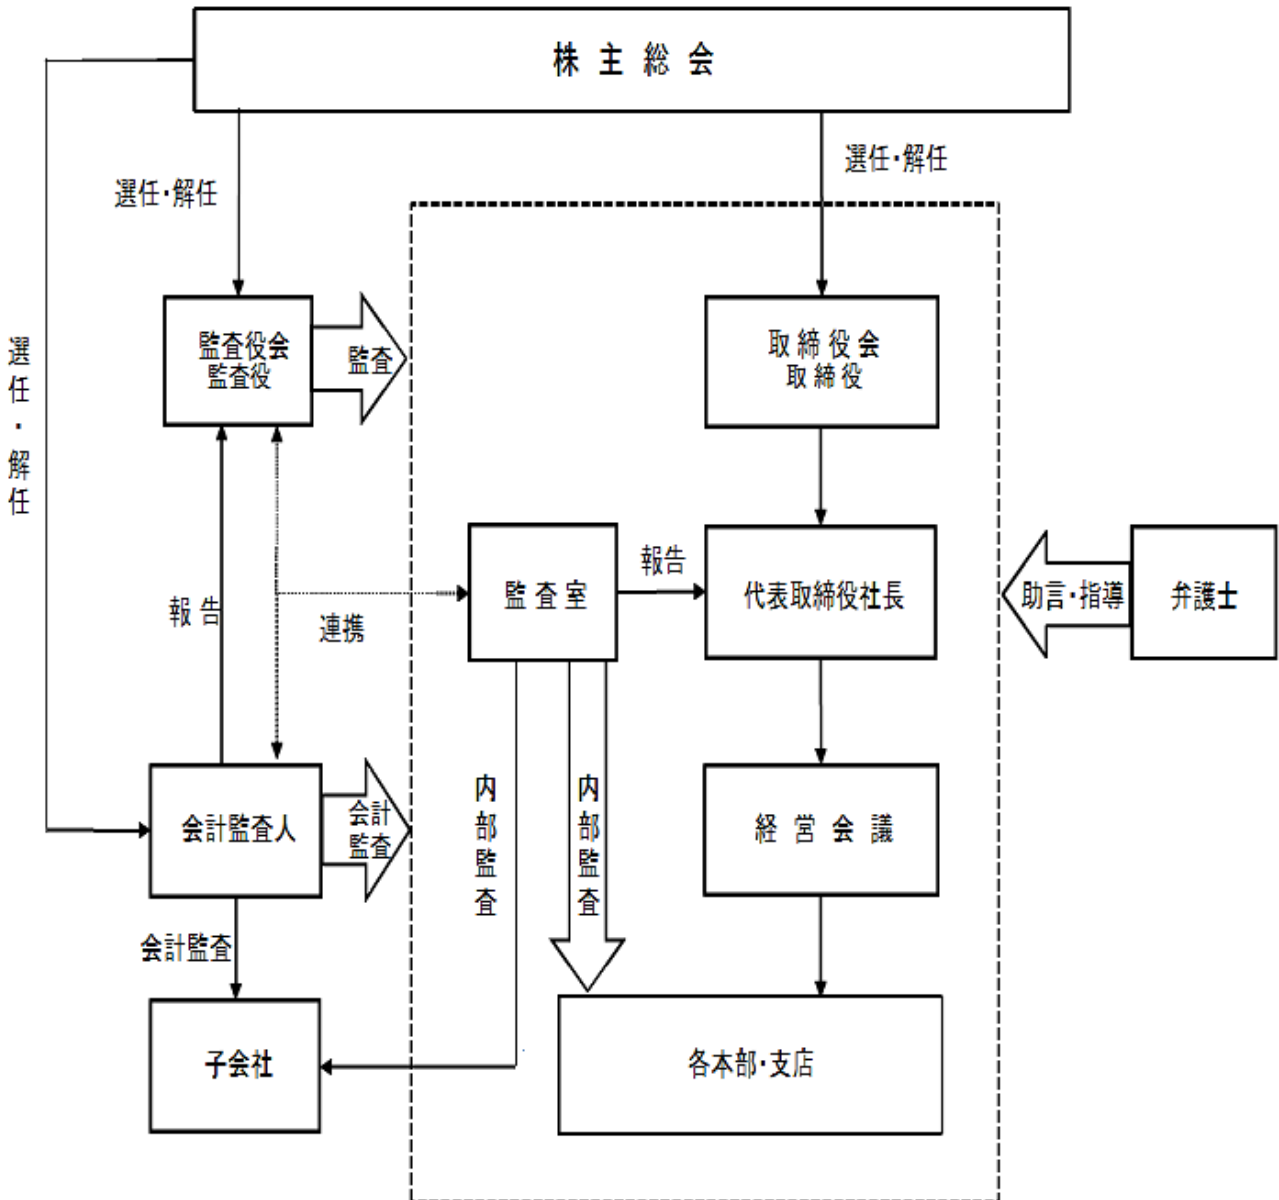 株主総会
選任・解任
選任・解任
選任・解任
監査役会
監査役
監査
取締役会
取締役
監査室
報告
代表取締役社長
助言・指導
弁護士
報告
連携
会計監査人
会計
監査
内部監査
内部監査
経営会議
会計監査
子会社
各本部・支店